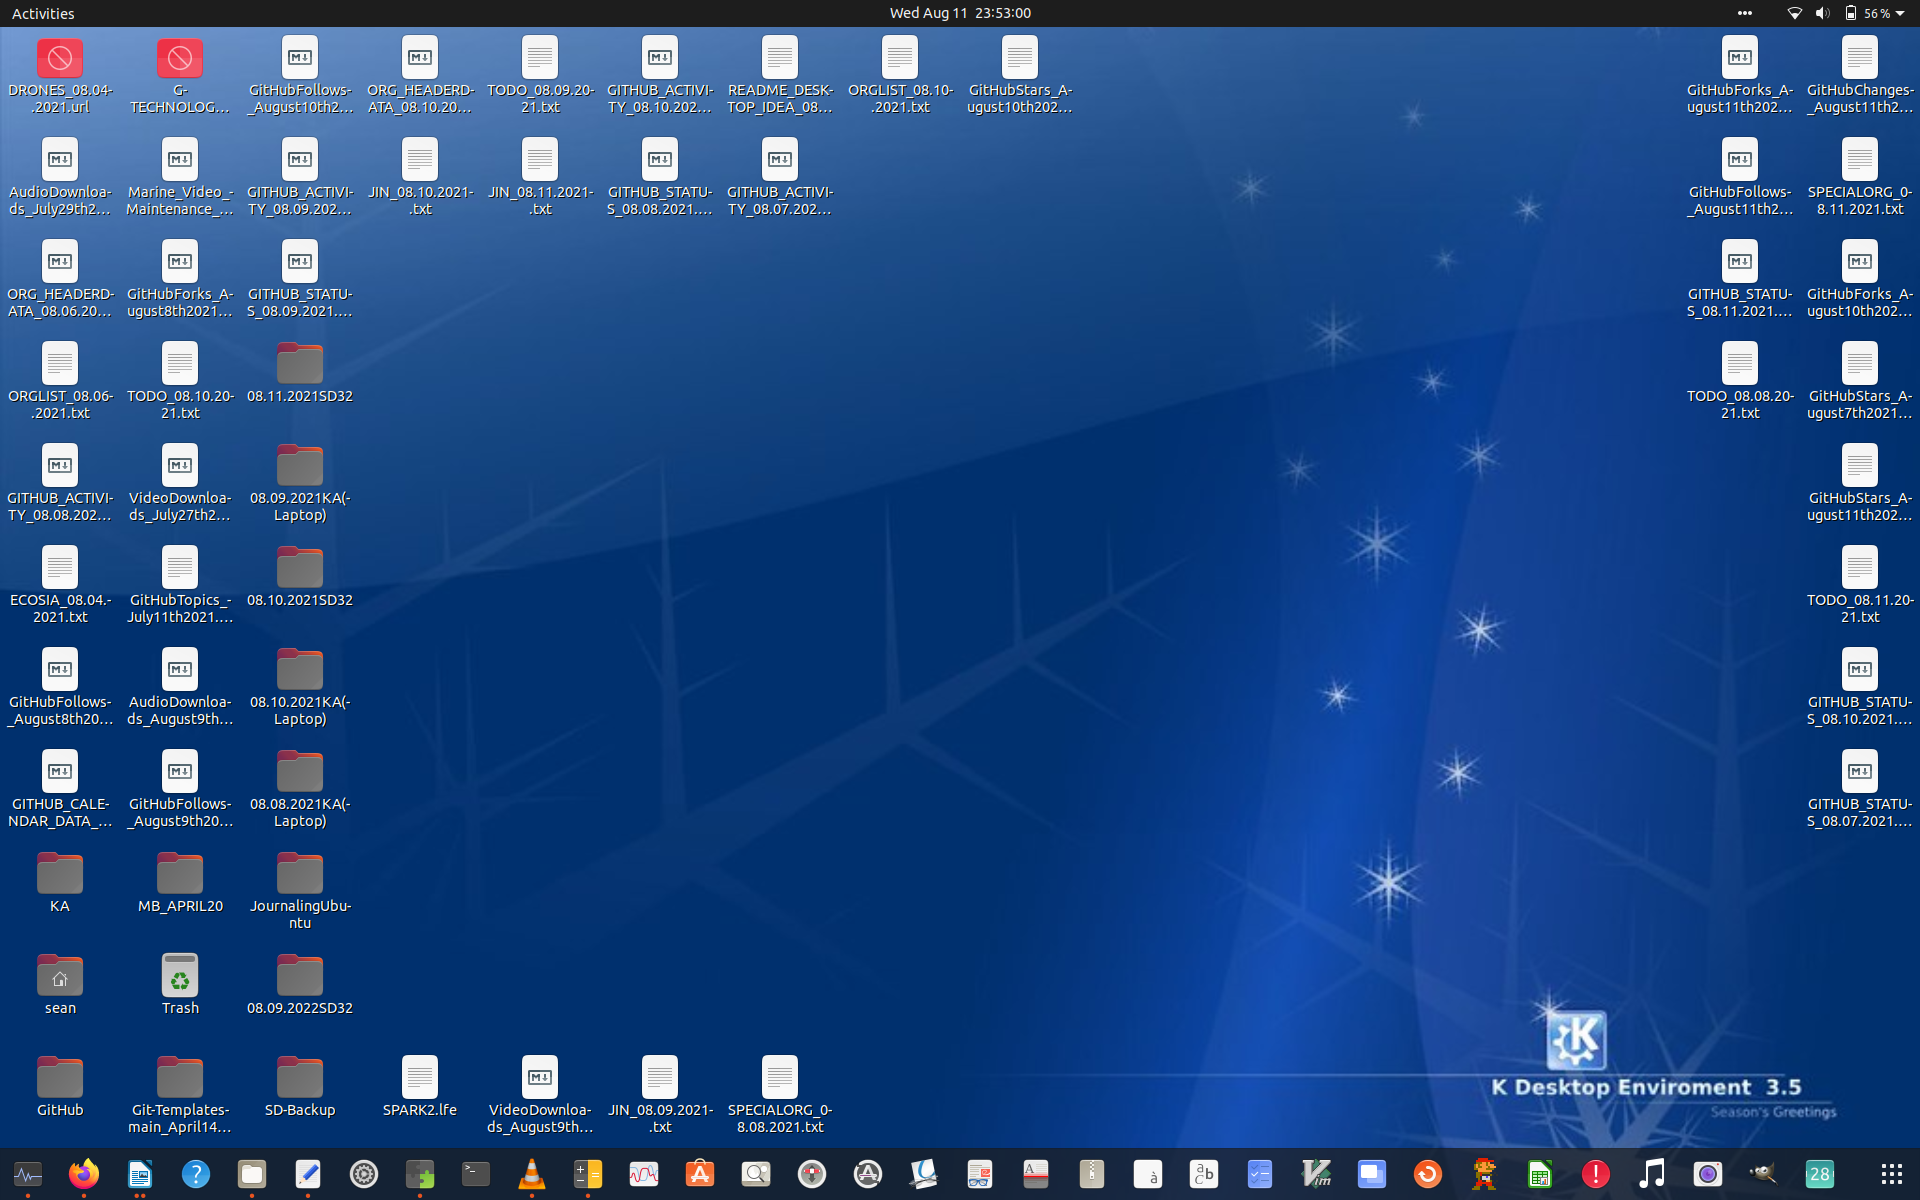 Activities
Wed Aug 11 23:53:00
56 %
DRONES_08.04-
.2021.url
G-
TECHNOLOG...
GitHubFollows-
_August10th2...
ORG_HEADERD-
ATA_08.10.20...
TODO_08.09.20-
21.txt
GITHUB_ACTIVI-
TY_08.10.202...
README_DESK-
TOP_IDEA_08...
ORGLIST_08.10-
.2021.txt
GitHubStars_A-
ugust10th202...
GitHubForks_A-
ugust11th202...
GitHubChanges-
_August11th2...
AudioDownloa-
ds_July29th2...
Marine_Video_-
Maintenance_...
GITHUB_ACTIVI-
TY_08.09.202...
JIN_08.10.2021-
.txt
JIN_08.11.2021-
.txt
GITHUB_STATU-
S_08.08.2021....
GITHUB_ACTIVI-
TY_08.07.202...
GitHubFollows-
_August11th2...
SPECIALORG_0-
8.11.2021.txt
ORG_HEADERD-
ATA_08.06.20...
GitHubForks_A-
ugust8th2021...
GITHUB_STATU-
S_08.09.2021....
GITHUB_STATU-
S_08.11.2021....
GitHubForks_A-
ugust10th202...
ORGLIST_08.06-
.2021.txt
TODO_08.10.20-
21.txt
08.11.2021SD32
TODO_08.08.20-
21.txt
GitHubStars_A-
ugust7th2021...
GITHUB_ACTIVI-
TY_08.08.202...
VideoDownloa-
ds_July27th2...
08.09.2021KA(-
Laptop)
GitHubStars_A-
ugust11th202...
ECOSIA_08.04.-
2021.txt
GitHubTopics_-
July11th2021....
08.10.2021SD32
TODO_08.11.20-
21.txt
GitHubFollows-
_August8th20...
AudioDownloa-
ds_August9th...
08.10.2021KA(-
Laptop)
GITHUB_STATU-
S_08.10.2021....
GITHUB_CALE-
NDAR_DATA_...
GitHubFollows-
_August9th20...
08.08.2021KA(-
Laptop)
GITHUB_STATU-
S_08.07.2021....
KA
MB_APRIL20
JournalingUbu-
ntu
sean
Trash
08.09.2022SD32
K
K Desktop Enviroment 3.5
Season's Greetings
GitHub
Git-Templates-
main_April14...
SD-Backup
SPARK2.lfe
VideoDownloa-
ds_August9th...
JIN_08.09.2021-
.txt
SPECIALORG_0-
8.08.2021.txt
28